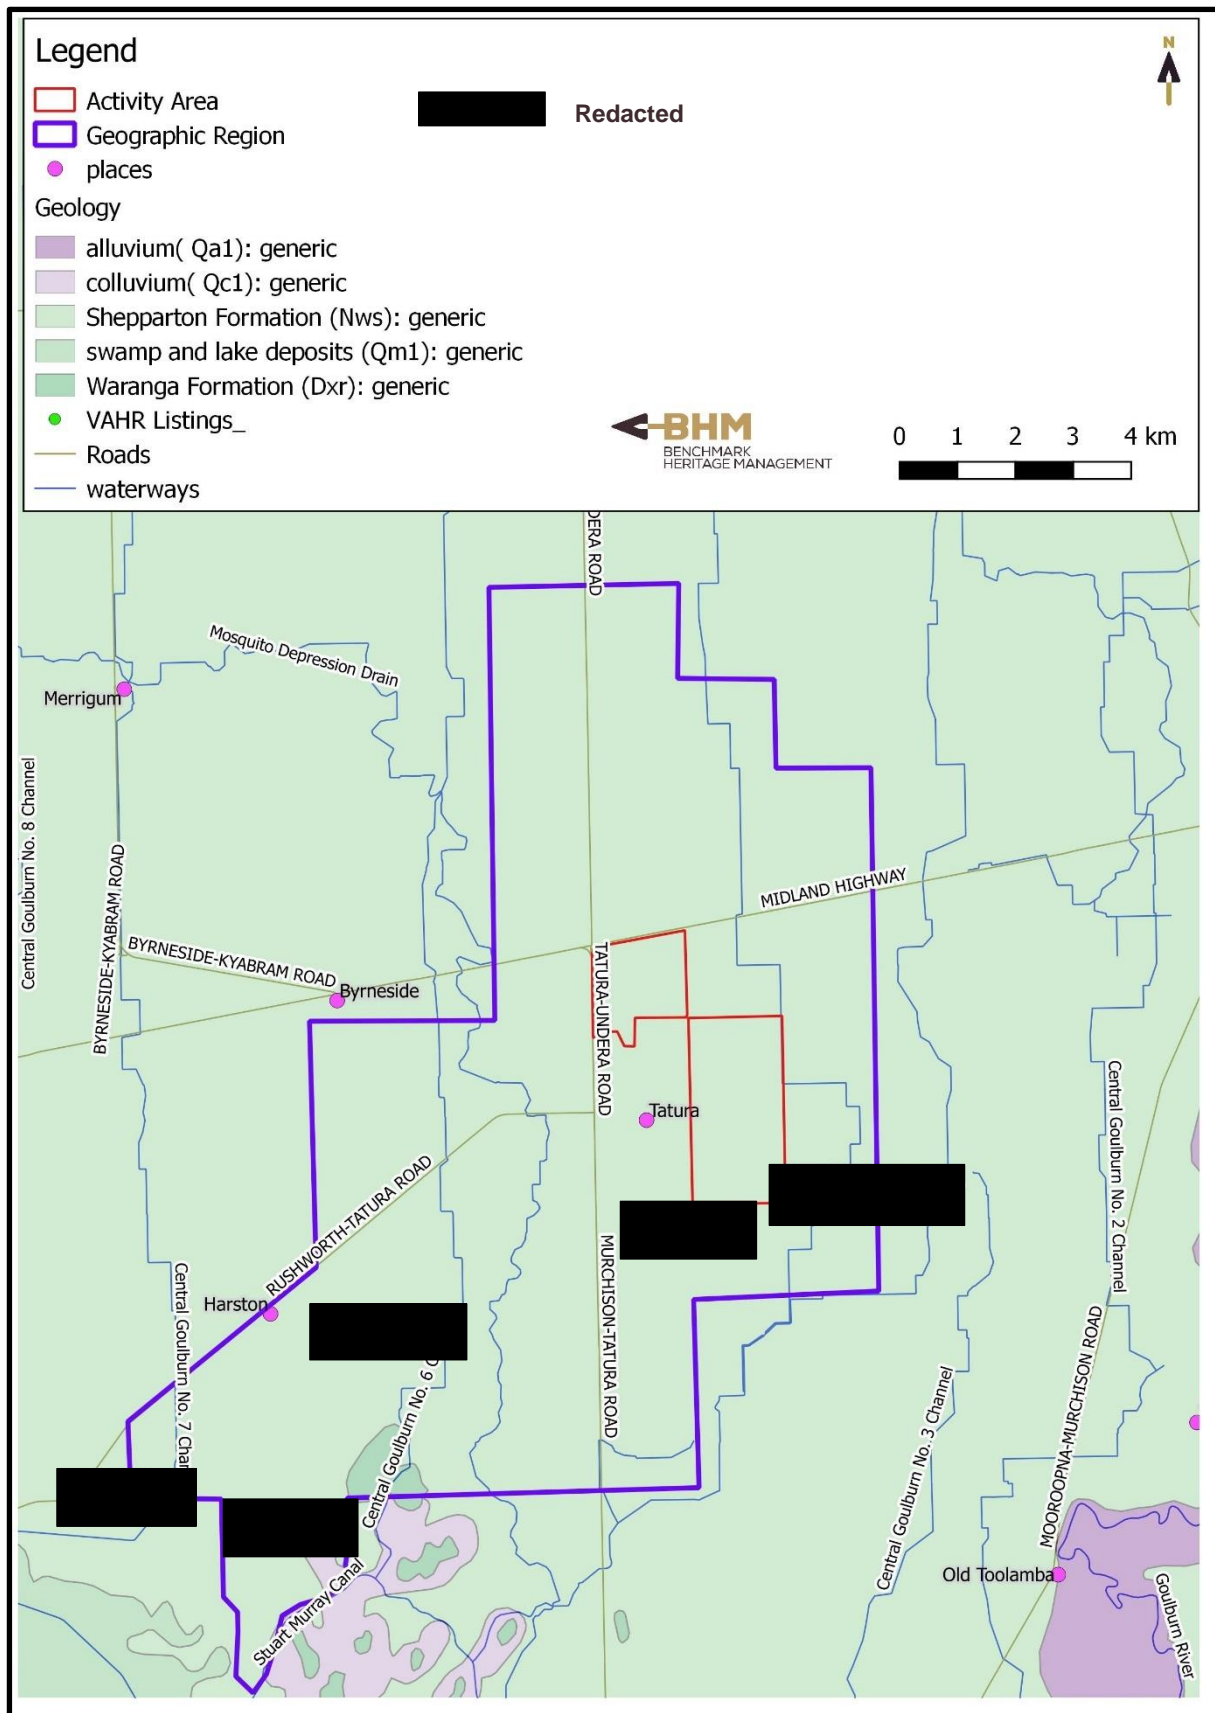 Legend
N
Activity Area
Redacted
Geographic Region
places
Geology
alluvium( Qa1): generic
colluvium( Qc1): generic
Shepparton Formation (Nws): generic
swamp and lake deposits (Qm1): generic
Waranga Formation (Dxr): generic
VAHR Listings_
Roads
waterways
BHM
BENCHMARK
HERITAGE MANAGEMENT
0 1 2 3 4 km
DERA ROAD
Mosquito Depression Drain
Merrigum
Central Goulburn No. 8 Channel
BYRNESIDE-KYABRAM ROAD
MIDLAND HIGHWAY
BYRNESIDE-KYABRAM ROAD
Byrneside
TATURA-UNDERA ROAD
Tatura
Central Goulburn No. 2 Channel
RUSHWORTH-TATURA ROAD
Harston
Central Goulburn No. 7 Cha
MURCHISON-TATURA ROAD
Central Goulburn No. 6 C
Central Goulburn No. 3 Channel
MOOROOPNA-MURCHISON ROAD
Stuart Murray Canal
Old Toolamba
Goulburn River